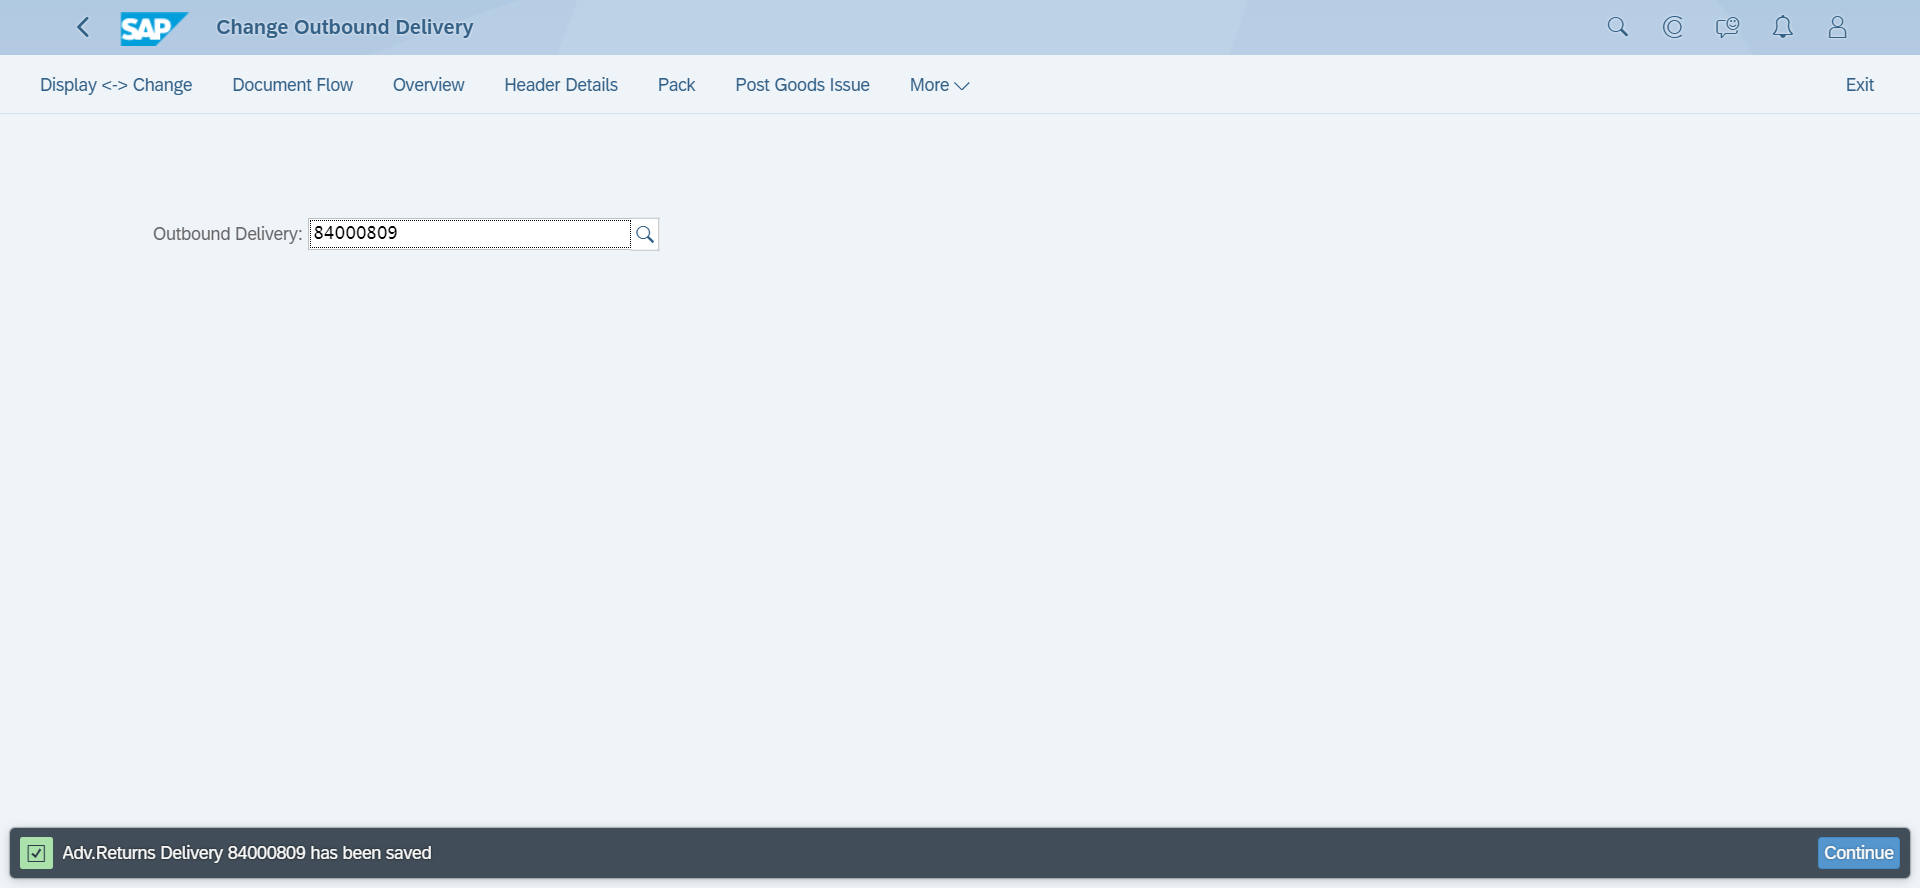 SAP Change Outbound Delivery
Display <-> Change Document Flow Overview Header Details Pack Post Goods Issue More Exit
Outbound Delivery: 84000809
Adv.Returns Delivery 84000809 has been saved Continue